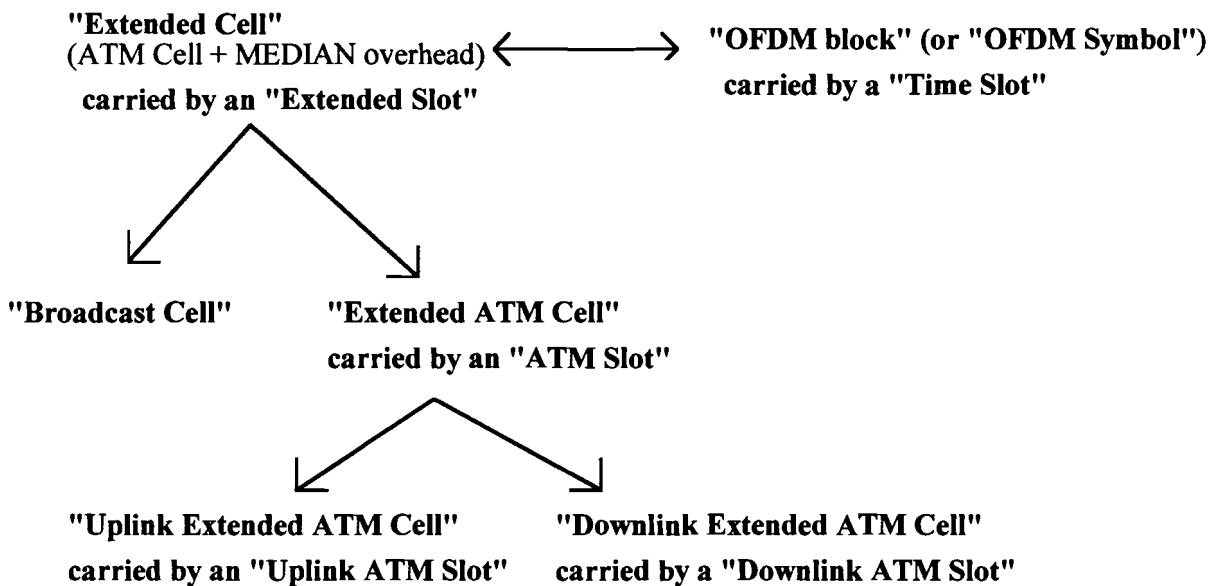 "Extended Cell"
(ATM Cell + MEDIAN overhead)
carried by an "Extended Slot"
"OFDM block" (or "OFDM Symbol")
carried by a "Time Slot"
"Broadcast Cell"
"Extended ATM Cell"
carried by an "ATM Slot"
"Uplink Extended ATM Cell"
carried by an "Uplink ATM Slot"
"Downlink Extended ATM Cell"
carried by a "Downlink ATM Slot"